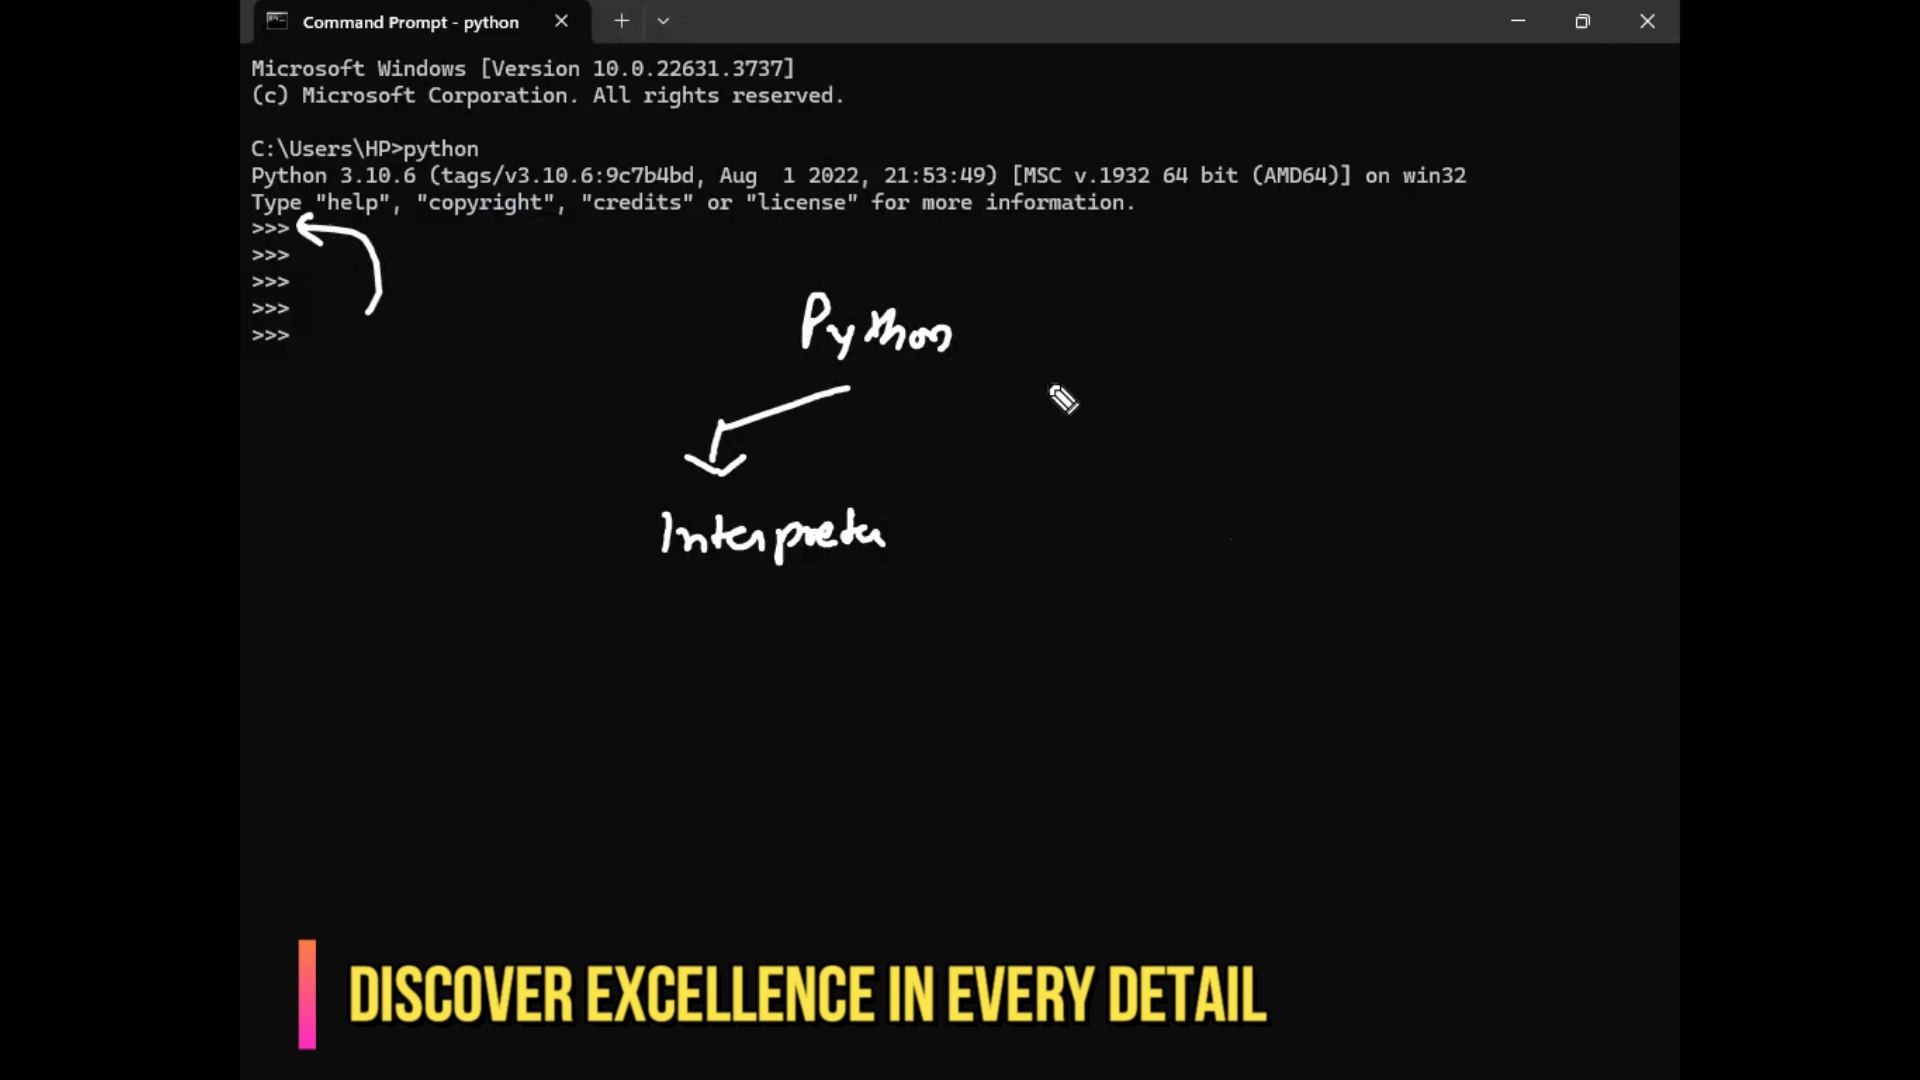 Command Prompt - python
Microsoft Windows [Version 10.0.22631.3737]
(c) Microsoft Corporation. All rights reserved.
C:\Users\HP>python
Python 3.10.6 (tags/v3.10.6:9c7b4bd, Aug  1 2022, 21:53:49) [MSC v.1932 64 bit (AMD64)] on win32
Type "help", "copyright", "credits" or "license" for more information.
>>>
>>>
>>>
>>>
>>>
Python
Interpreter
DISCOVER EXCELLENCE IN EVERY DETAIL